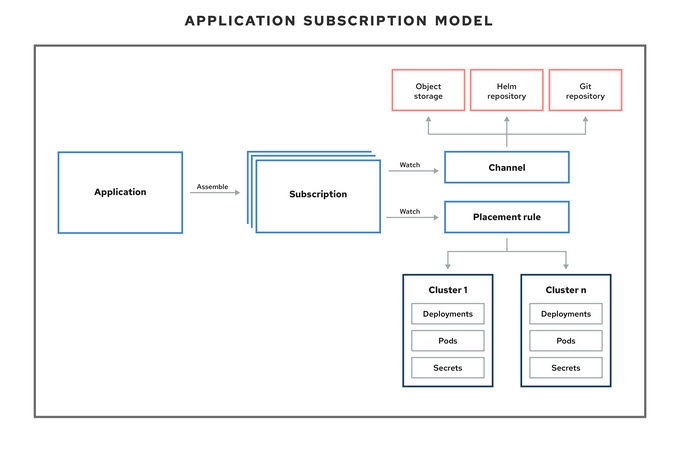 APPLICATION SUBSCRIPTION MODEL
Object
storage
Helm
repository
Git
repository
Application
Assemble
Subscription
Watch
Channel
Watch
Placement rule
Cluster 1
Deployments
Pods
Secrets
Cluster n
Deployments
Pods
Secrets